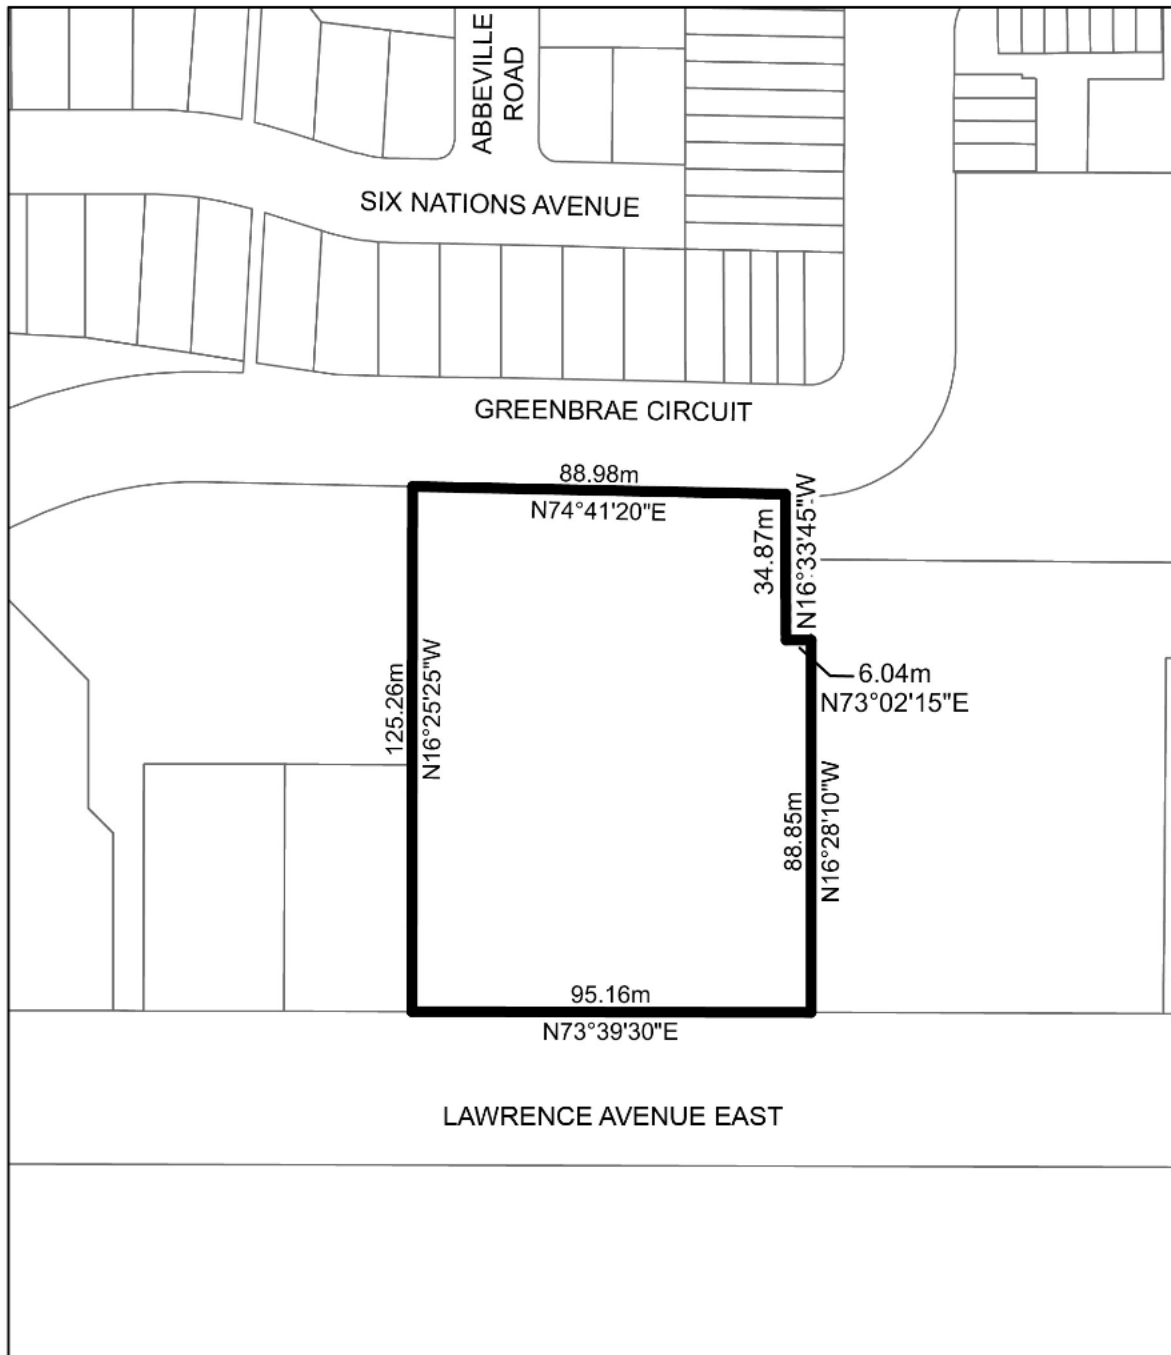 ABBEVILLE
ROAD
SIX NATIONS AVENUE
GREENBRAE CIRCUIT
88.98m
N74°41'20"E
34.87m
N16°33'45"W
6.04m
N73°02'15"E
125.26m
N16°25'25"W
88.85m
N16°28'10"W
95.16m
N73°39'30"E
LAWRENCE AVENUE EAST